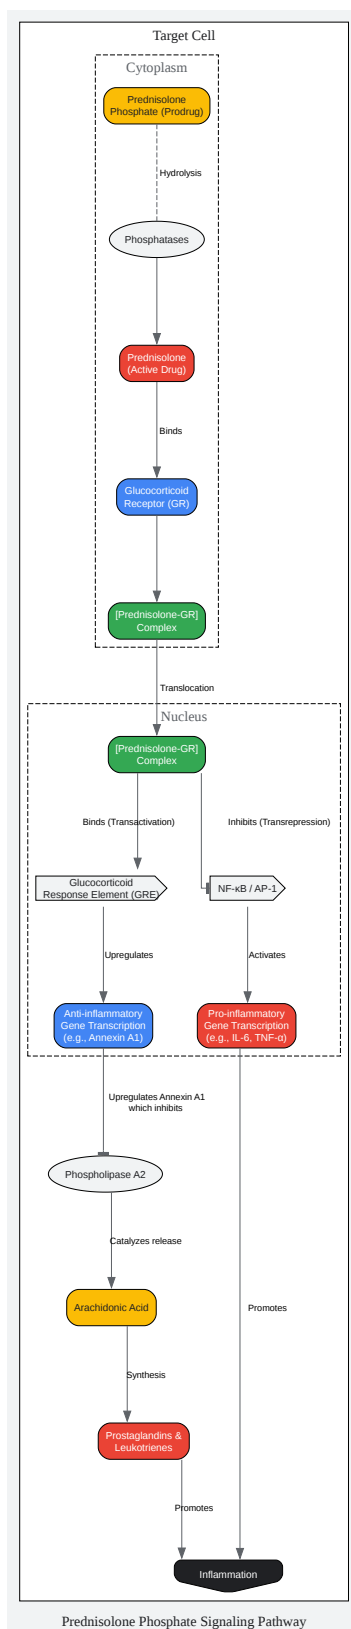 Target Cell
Cytoplasm
Prednisolone
Phosphate (Prodrug)
Hydrolysis
Phosphatases
Prednisolone
(Active Drug)
Binds
Glucocorticoid
Receptor (GR)
[Prednisolone-GR]
Complex
Translocation
Nucleus
[Prednisolone-GR]
Complex
Binds (Transactivation)
Inhibits (Transrepression)
Glucocorticoid
Response Element (GRE)
NF-κB / AP-1
Upregulates
Activates
Anti-inflammatory
Gene Transcription
(e.g., Annexin A1)
Pro-inflammatory
Gene Transcription
(e.g., IL-6, TNF-α)
Upregulates Annexin A1
which inhibits
Phospholipase A2
Catalyzes release
Arachidonic Acid
Promotes
Synthesis
Prostaglandins &
Leukotrienes
Promotes
Inflammation
Prednisolone Phosphate Signaling Pathway